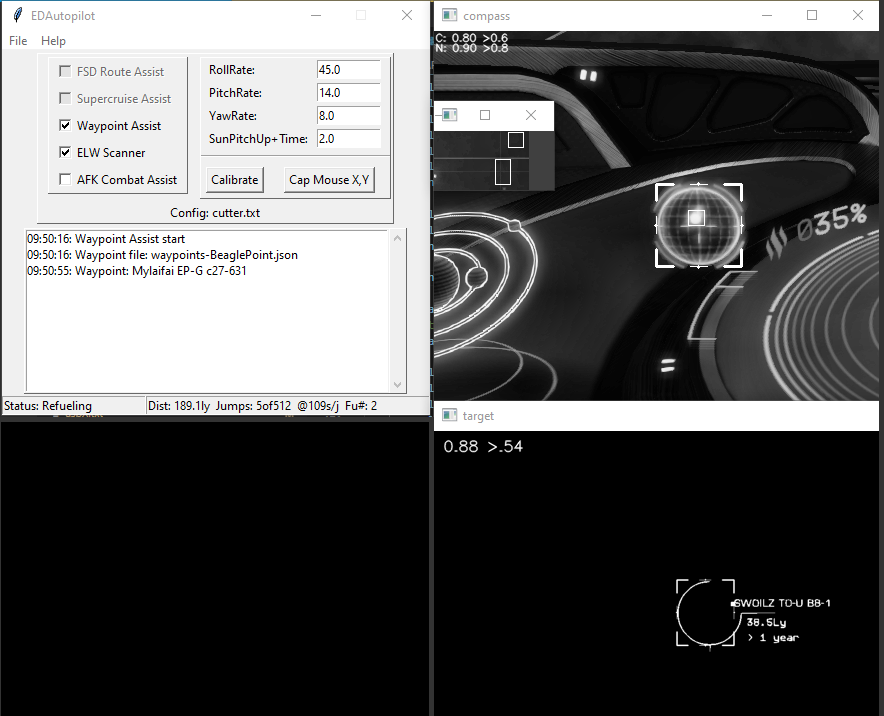 EDAutopilot
File Help
FSD Route Assist
Supercruise Assist
Waypoint Assist
ELW Scanner
AFK Combat Assist
RollRate: 45.0
PitchRate: 14.0
YawRate: 8.0
SunPitchUp+Time: 2.0
Calibrate
Cap Mouse X,Y
Config: cutter.txt
09:50:16: Waypoint Assist start
09:50:16: Waypoint file: waypoints-BeaglePoint.json
09:50:55: Waypoint: Mylaifai EP-G c27-631
Status: Refueling
Dist: 189.1ly Jumps: 5of512 @109s/j Fu#: 2
compass
C: 0.80 >0.6
N: 0.90 >0.8
035%
target
0.88 >.54
SWOILZ TO-U B8-1
38.5Ly
> 1 year